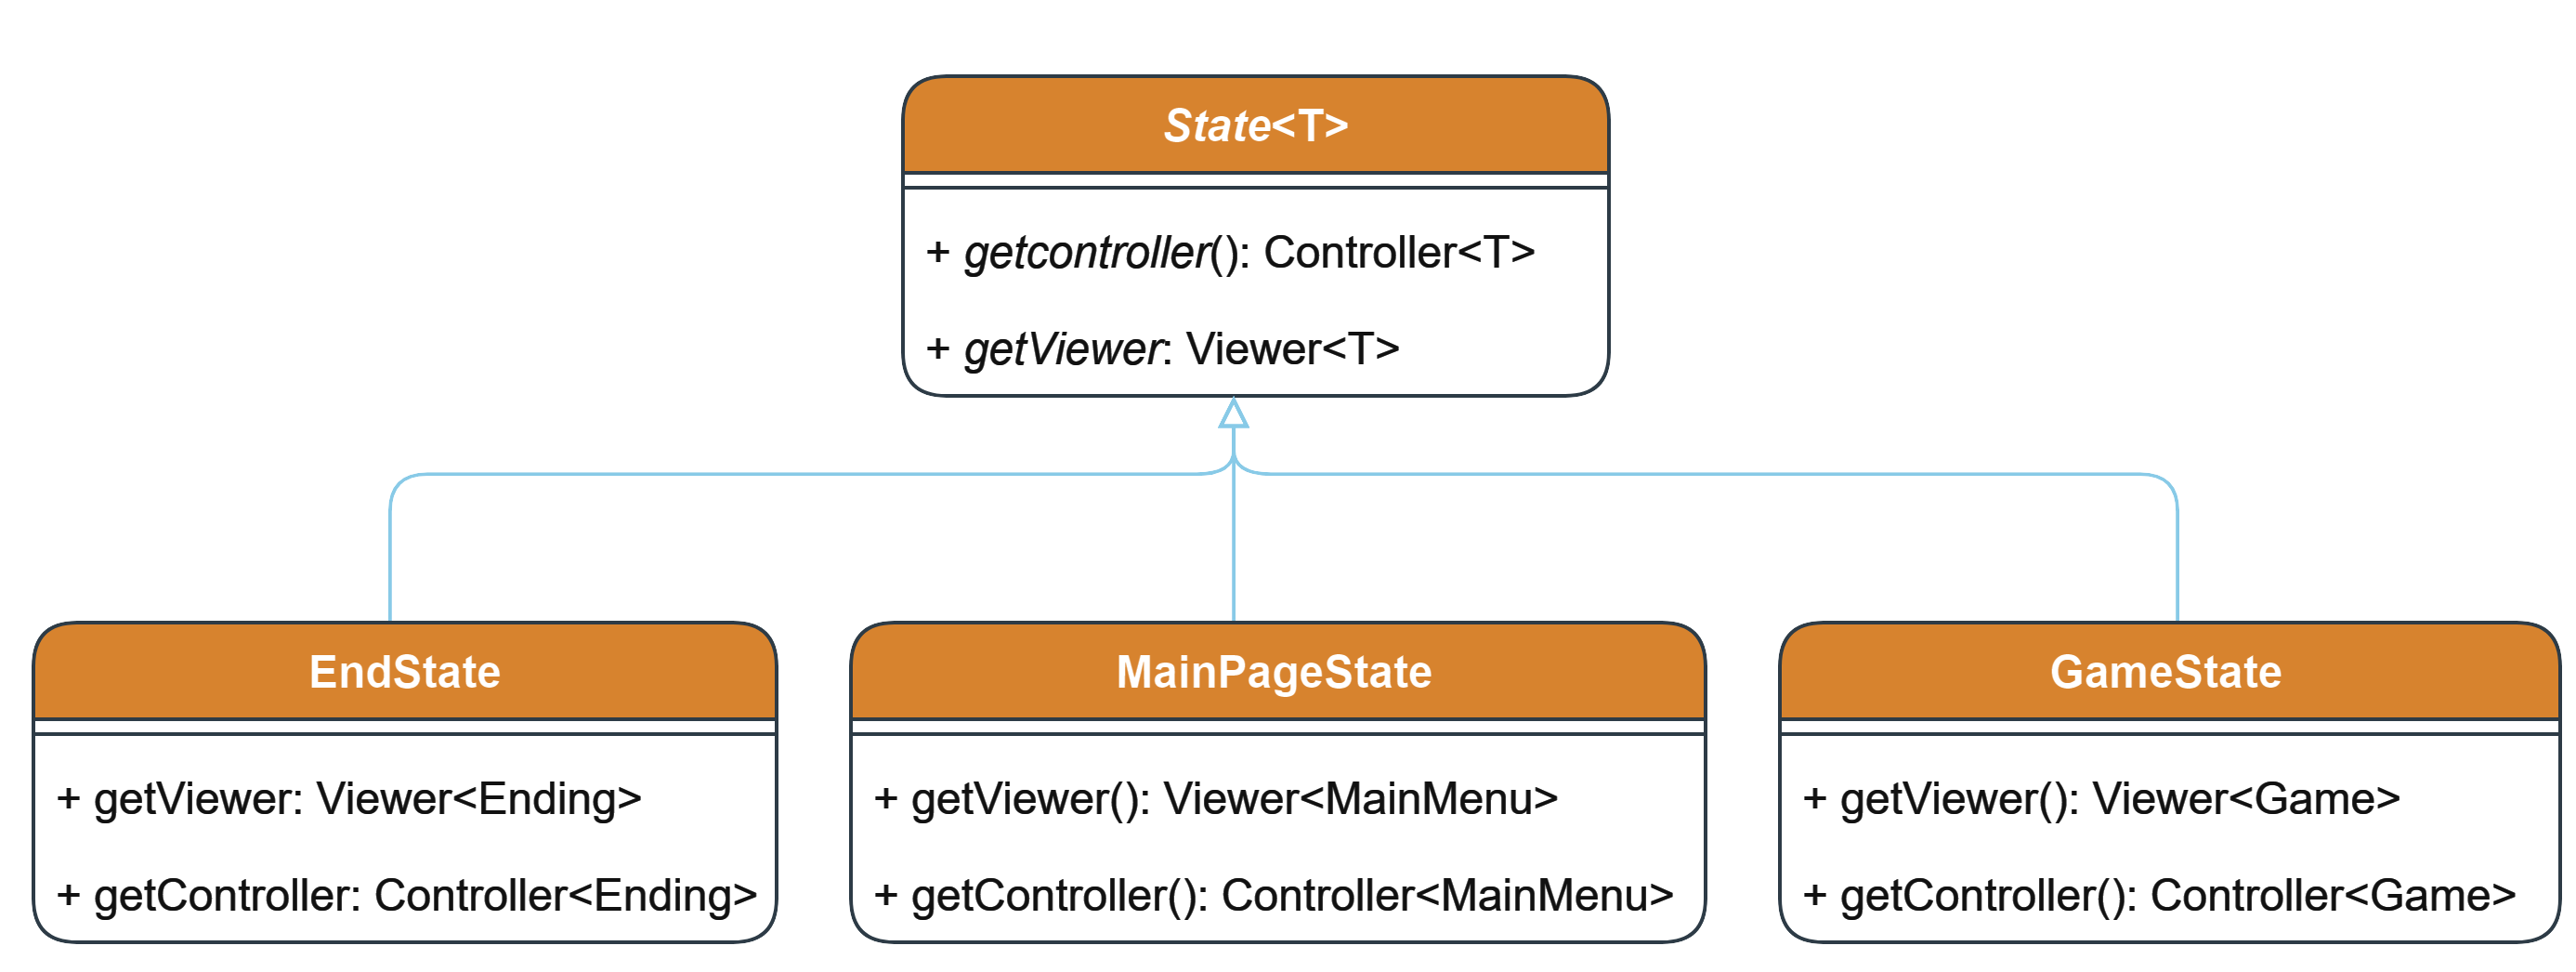 State<T>
+ getcontroller(): Controller<T>
+ getViewer: Viewer<T>
EndState
+ getViewer: Viewer<Ending>
+ getController: Controller<Ending>
MainPageState
+ getViewer(): Viewer<MainMenu>
+ getController(): Controller<MainMenu>
GameState
+ getViewer(): Viewer<Game>
+ getController(): Controller<Game>